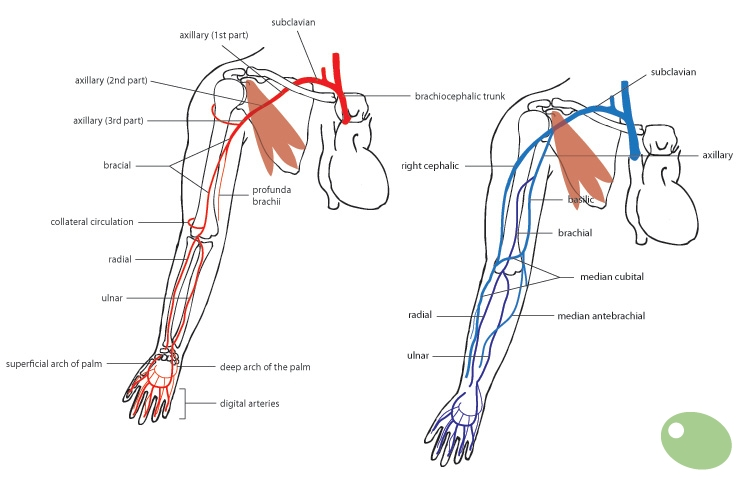 subclavian
axillary (1st part)
axillary (2nd part)
brachiocephalic trunk
axillary (3rd part)
bracial
profunda
brachii
collateral circulation
radial
ulnar
superficial arch of palm
deep arch of the palm
digital arteries
subclavian
axillary
right cephalic
basilic
brachial
median cubital
radial
median antebrachial
ulnar